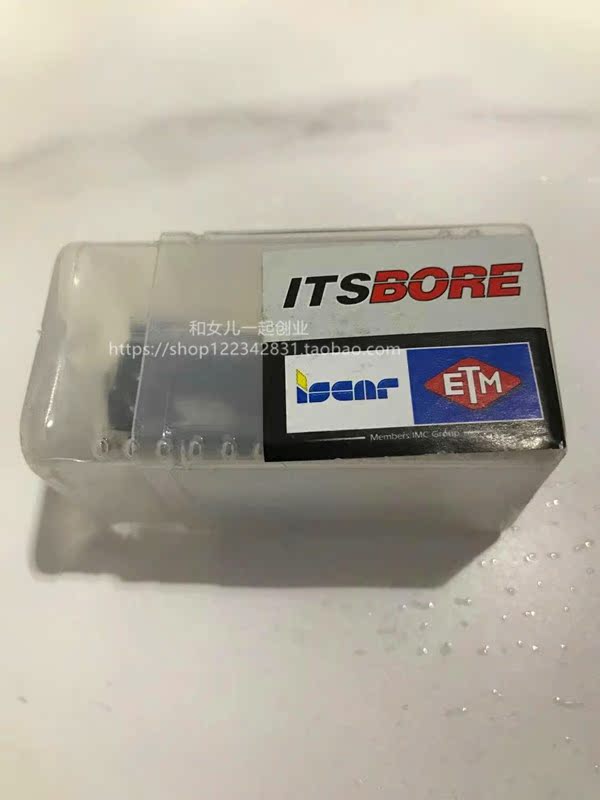 ITSBORE
和女儿一起创业
https://shop122342831.taobao.com
iscar
ETM
Members IMC Group